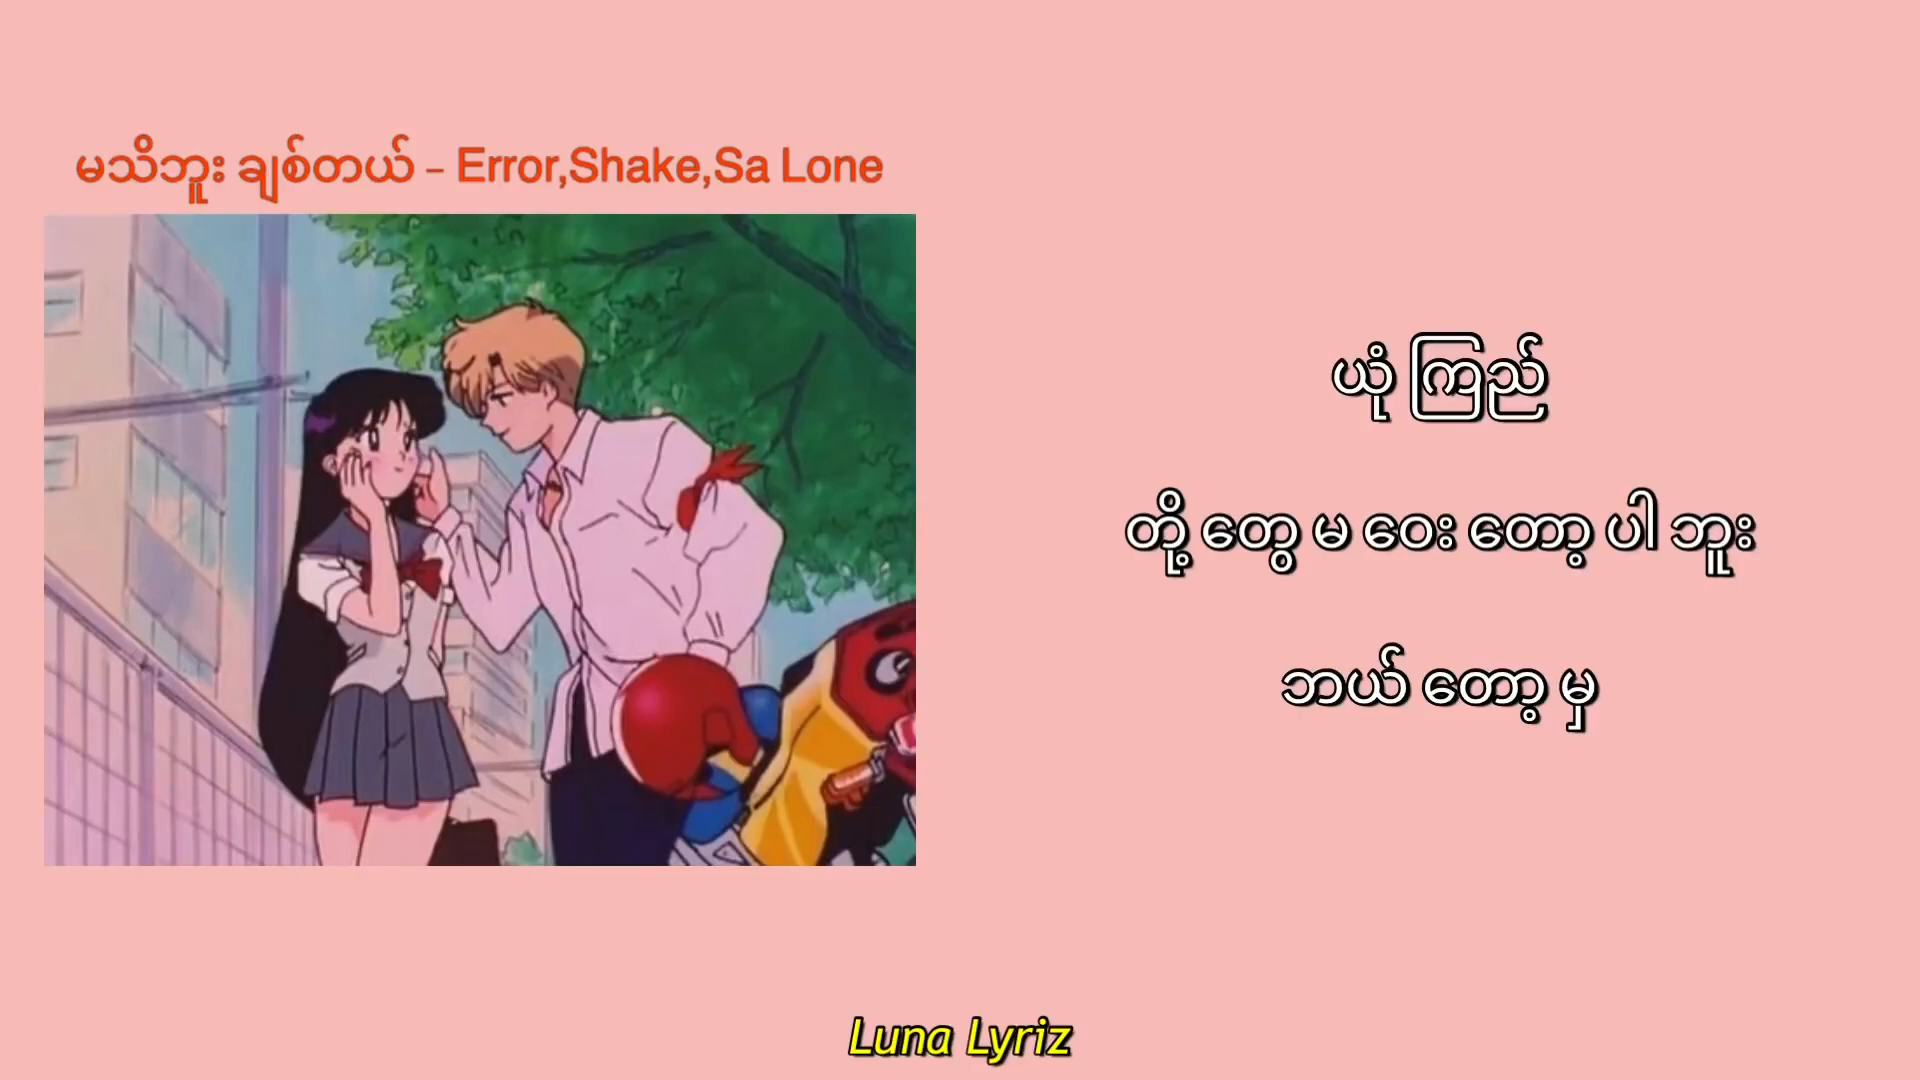 မသိဘူး ချစ်တယ် - Error,Shake,Sa Lone
ယုံ ကြည်
တို့ တွေ မ ဝေး တော့ ပါ ဘူး
ဘယ် တော့ မှ
Luna Lyriz